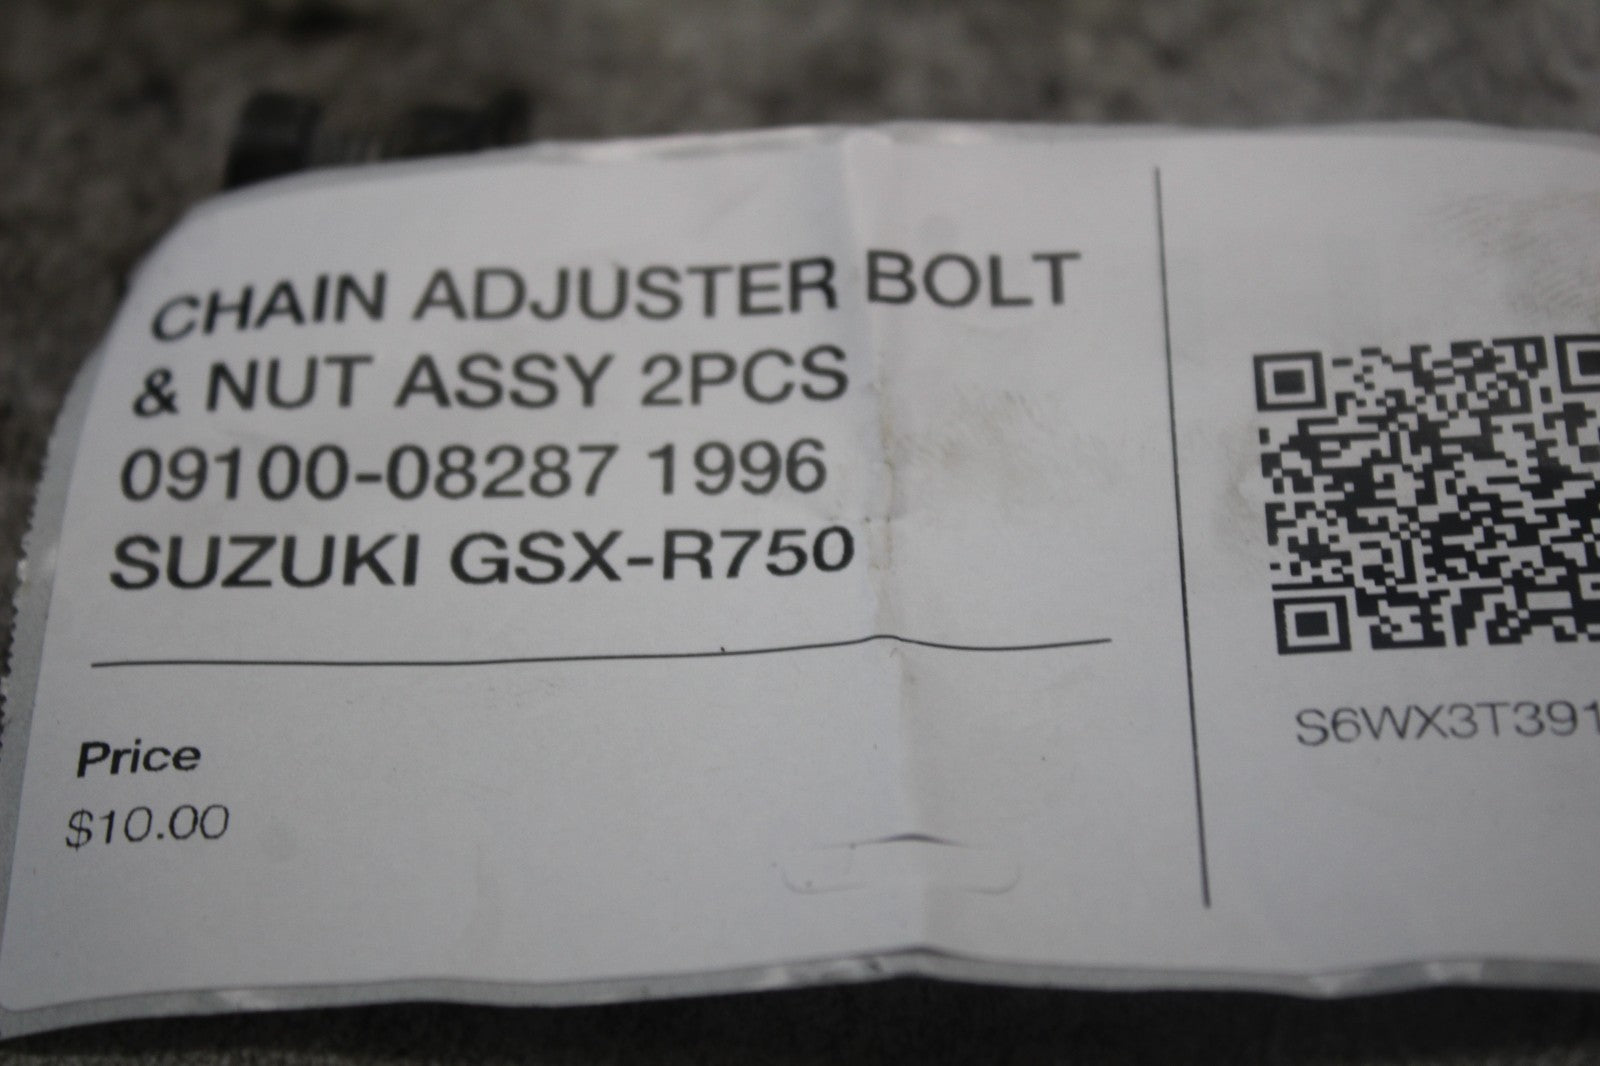 CHAIN ADJUSTER BOLT
& NUT ASSY 2PCS
09100-08287 1996
SUZUKI GSX-R750
Price
$10.00
S6WX3T391